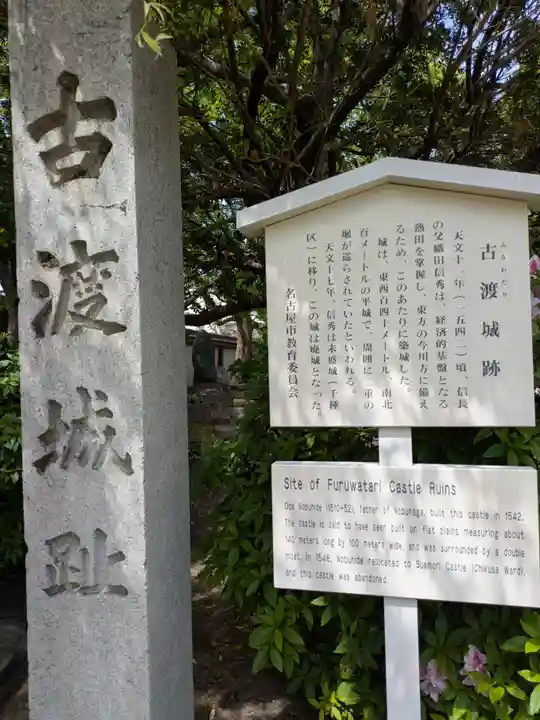 古渡城趾
古渡城跡
ふるわたり
天文十一年(一五四二)頃、信長
の父織田信秀は、経済的基盤となる
熱田を掌握し、東方の今川方に備え
るため、このあたりに築城した。
城は、東西百四十メートル、南北
百メートルの平城で、周囲に二重の
堀が巡らされていたといわれる。
天文十七年、信秀は末盛城(千種
区)に移り、この城は廃城となった。
名古屋市教育委員会
Site of Furuwatari Castle Ruins
Oda Nobuhide (1510-52), father of Nobunaga, built this castle in 1542.
The castle is said to have been built on flat plains measuring about
140 meters long by 100 meters wide, and was surrounded by a double
moat. In 1548, Nobuhide relocated to Suemori Castle (Chikusa Ward),
and this castle was abandoned.